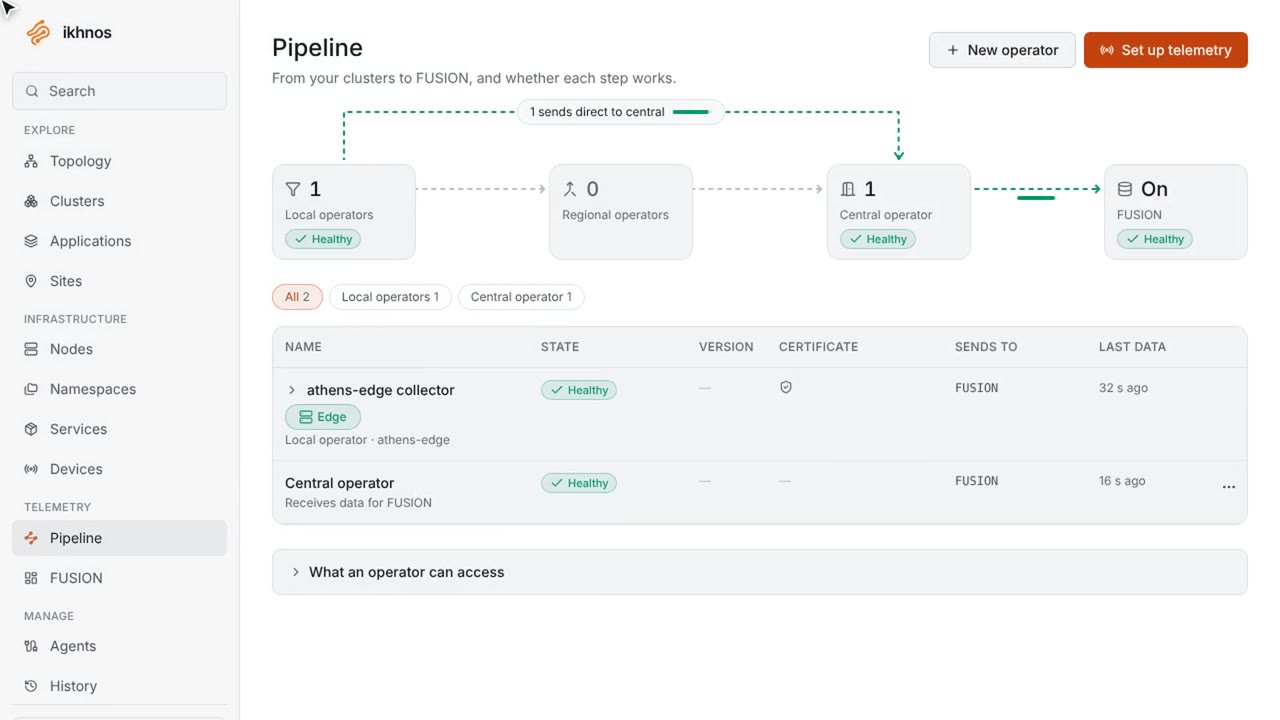 ikhnos
Search
EXPLORE
Topology
Clusters
Applications
Sites
INFRASTRUCTURE
Nodes
Namespaces
Services
Devices
TELEMETRY
Pipeline
FUSION
MANAGE
Agents
History
Pipeline
From your clusters to FUSION, and whether each step works.
New operator
Set up telemetry
1 sends direct to central
1
Local operators
Healthy
0
Regional operators
1
Central operator
Healthy
On
FUSION
Healthy
All 2
Local operators 1
Central operator 1
NAME STATE VERSION CERTIFICATE SENDS TO LAST DATA
athens-edge collector Healthy — FUSION 32 s ago
Edge
Local operator · athens-edge
Central operator Healthy — — FUSION 16 s ago ...
Receives data for FUSION
What an operator can access